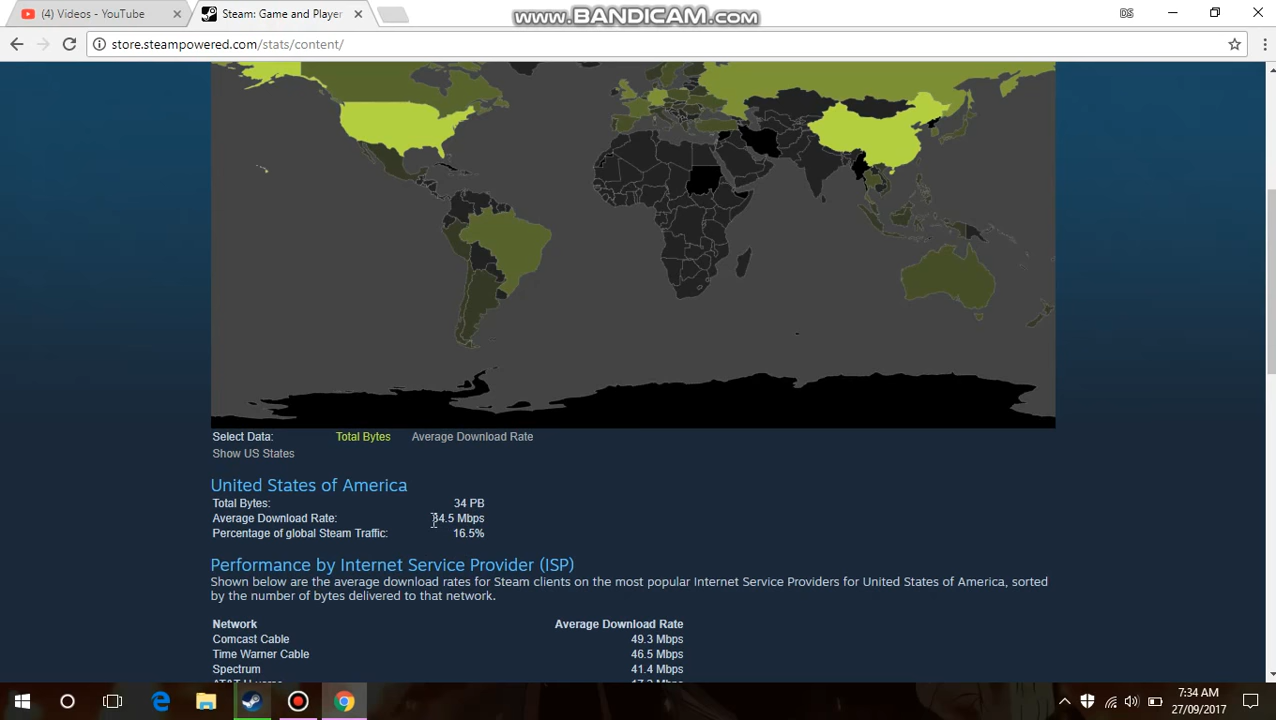 (4) Videos - YouTube
Steam: Game and Player
www.BANDICAM.com
DS
store.steampowered.com/stats/content/
Select Data: Total Bytes Average Download Rate
Show US States
United States of America
Total Bytes: 34 PB
Average Download Rate: 34.5 Mbps
Percentage of global Steam Traffic: 16.5%
Performance by Internet Service Provider (ISP)
Shown below are the average download rates for Steam clients on the most popular Internet Service Providers for United States of America, sorted
by the number of bytes delivered to that network.
Network Average Download Rate
Comcast Cable 49.3 Mbps
Time Warner Cable 46.5 Mbps
Spectrum 41.4 Mbps
7:34 AM
27/09/2017